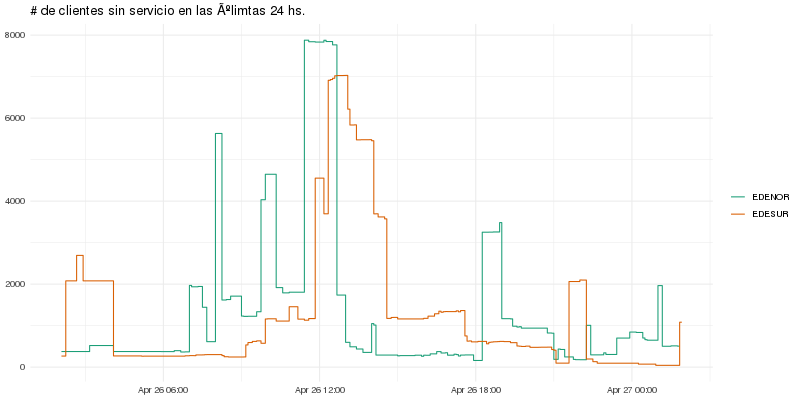 # de clientes sin servicio en las Ãºlimtas 24 hs.
8000
6000
4000
2000
0
Apr 26 06:00
Apr 26 12:00
Apr 26 18:00
Apr 27 00:00
EDENOR
EDESUR